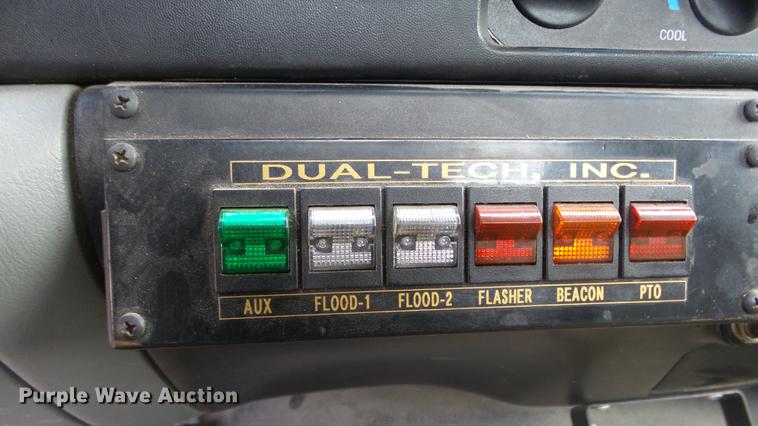 COOL
DUAL-TECH, INC.
AUX FLOOD-1 FLOOD-2 FLASHER BEACON PTO
Purple Wave Auction